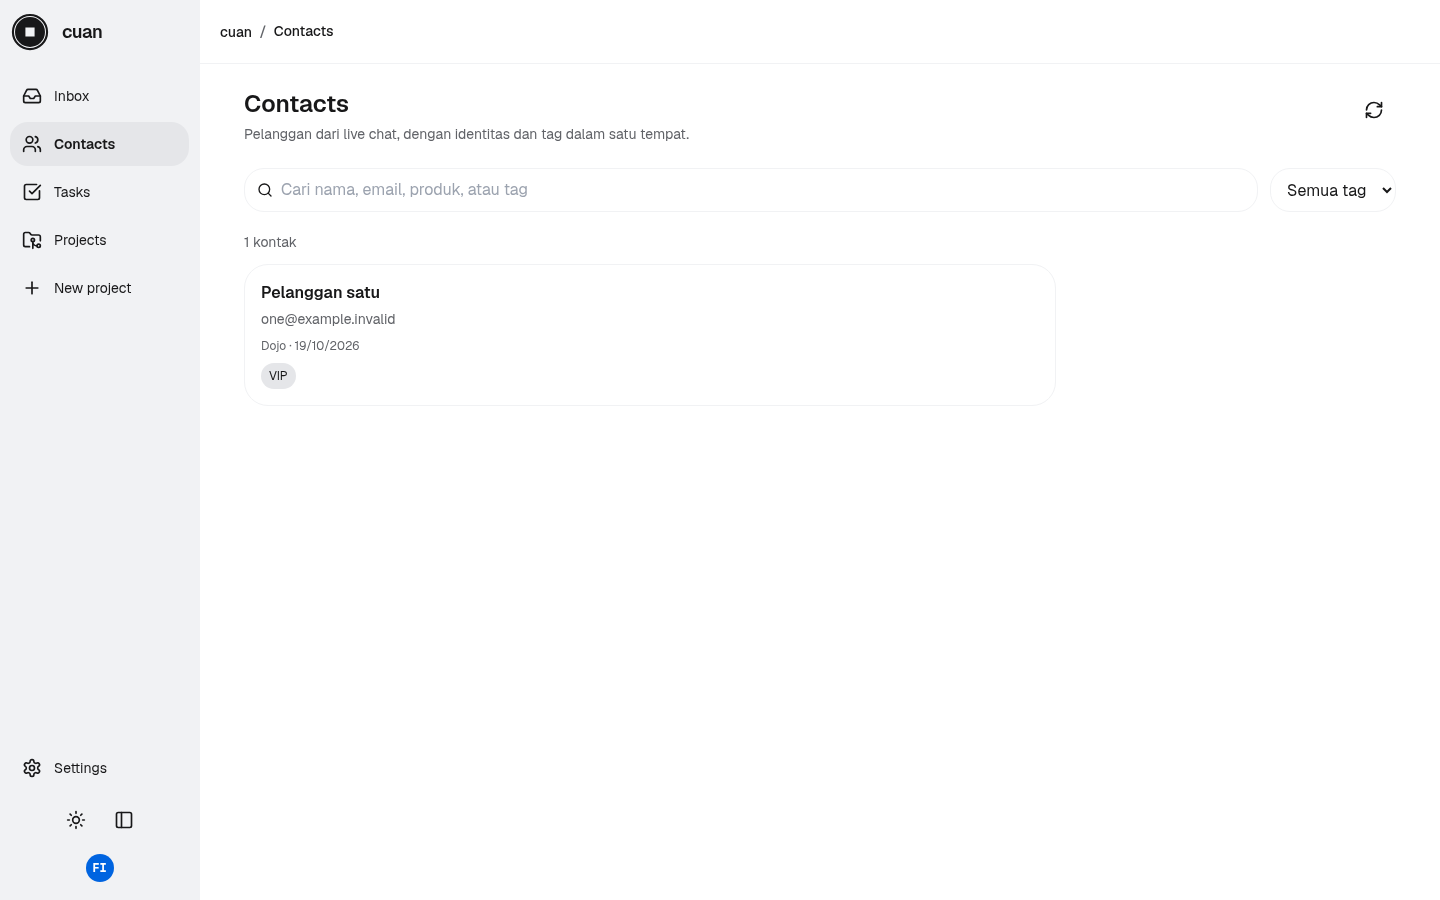 cuan
Inbox
Contacts
Tasks
Projects
New project
Settings
FI
cuan / Contacts
Contacts
Pelanggan dari live chat, dengan identitas dan tag dalam satu tempat.
Cari nama, email, produk, atau tag
Semua tag
1 kontak
Pelanggan satu
one@example.invalid
Dojo · 19/10/2026
VIP